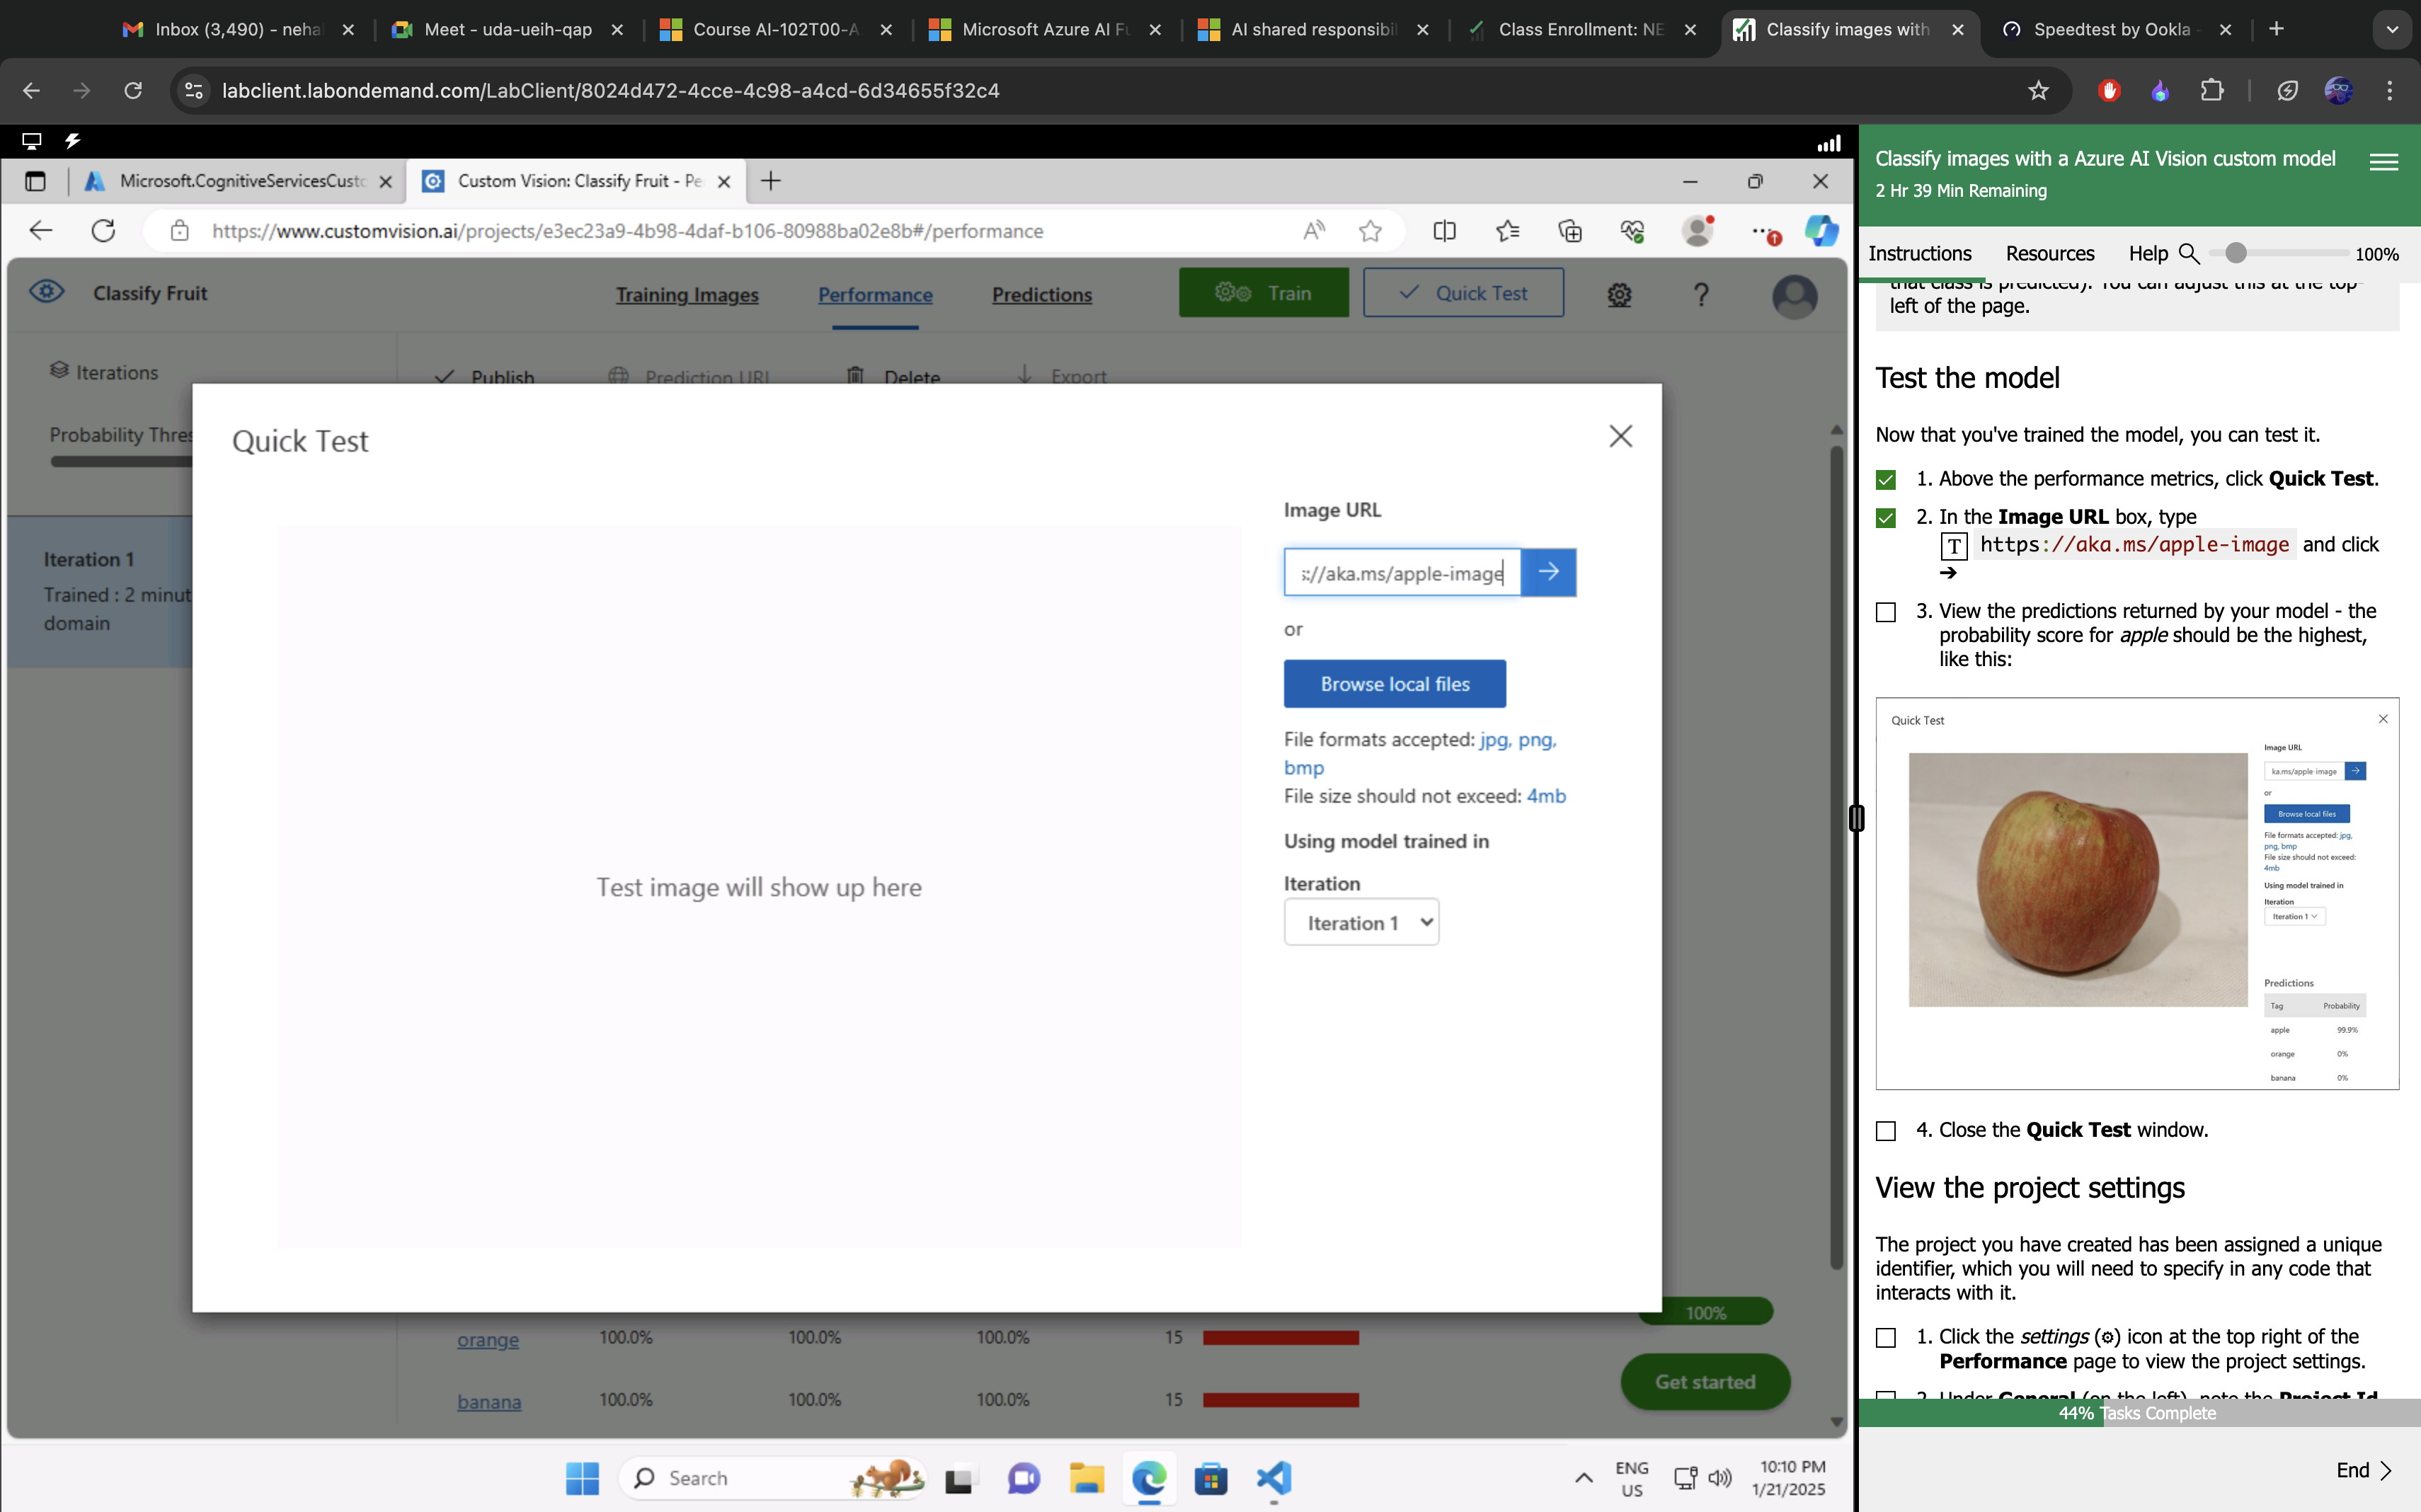 Inbox (3,490) - neha
Meet - uda-ueih-qap
Course AI-102T00-A
Microsoft Azure AI Fu
AI shared responsibil
Class Enrollment: NE
Classify images with
Speedtest by Ookla -
labclient.labondemand.com/LabClient/8024d472-4cce-4c98-a4cd-6d34655f32c4
Microsoft.CognitiveServicesCusto
Custom Vision: Classify Fruit - Pe
https://www.customvision.ai/projects/e3ec23a9-4b98-4daf-b106-80988ba02e8b#/performance
Classify Fruit
Training Images
Performance
Predictions
Train
Quick Test
?
Iterations
Publish
Prediction URL
Delete
Export
Probability Thres
Iteration 1
Trained : 2 minut
domain
Quick Test
Image URL
s://aka.ms/apple-image
or
Browse local files
File formats accepted: jpg, png,
bmp
File size should not exceed: 4mb
Using model trained in
Iteration
Iteration 1
Test image will show up here
100%
orange 100.0% 100.0% 100.0% 15
banana 100.0% 100.0% 100.0% 15
Get started
Search
ENG
US
10:10 PM
1/21/2025
Classify images with a Azure AI Vision custom model
2 Hr 39 Min Remaining
Instructions
Resources
Help
100%
that class is predicted). You can adjust this at the top-
left of the page.
Test the model
Now that you've trained the model, you can test it.
1. Above the performance metrics, click Quick Test.
2. In the Image URL box, type
T https://aka.ms/apple-image and click
➔
3. View the predictions returned by your model - the
probability score for apple should be the highest,
like this:
Quick Test
Image URL
ka.ms/apple-image
or
Browse local files
File formats accepted: jpg,
png, bmp
File size should not exceed:
4mb
Using model trained in
Iteration
Iteration 1
Predictions
Tag Probability
apple 99.9%
orange 0%
banana 0%
4. Close the Quick Test window.
View the project settings
The project you have created has been assigned a unique
identifier, which you will need to specify in any code that
interacts with it.
1. Click the settings (⚙) icon at the top right of the
Performance page to view the project settings.
2. Under General (on the left), note the Project Id
44% Tasks Complete
End